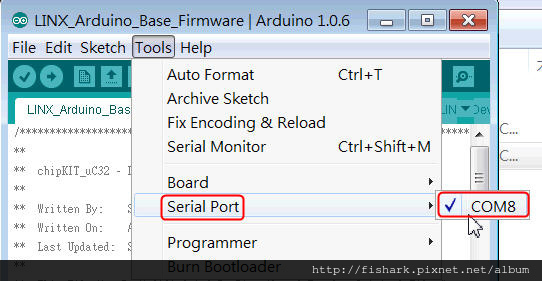 LINX_Arduino_Base_Firmware | Arduino 1.0.6
File Edit Sketch Tools Help
LINX_Arduino_Bas
Auto Format Ctrl+T
Archive Sketch
Fix Encoding & Reload
Serial Monitor Ctrl+Shift+M
Board
Serial Port
COM8
Programmer
Burn Bootloader
/****************
**
** chipKIT_uC32 - 
**
** Written By:
** Written On:
** Last Updated:
**
C...
C...
http://fishark.pixnet.net/album